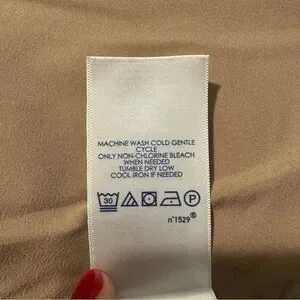 MACHINE WASH COLD GENTLE
CYCLE
ONLY NON-CHLORINE BLEACH
WHEN NEEDED
TUMBLE DRY LOW
COOL IRON IF NEEDED
30 P
n°1529®